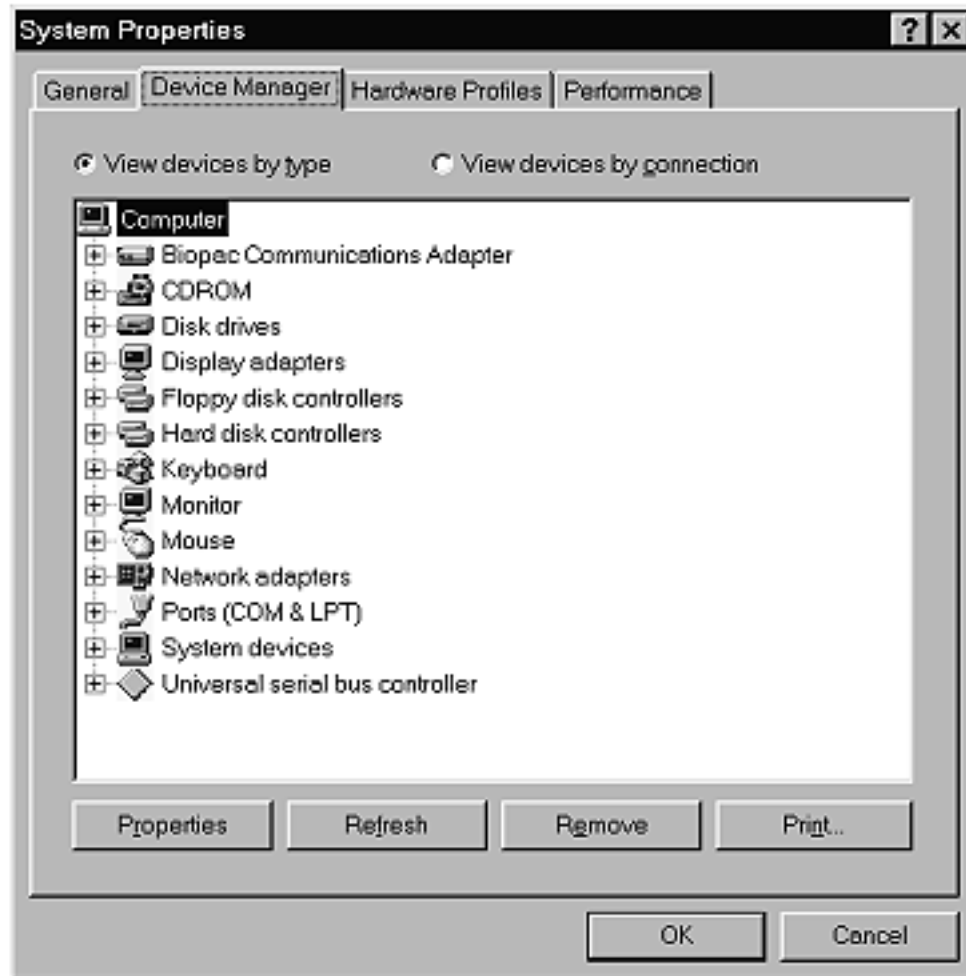 System Properties
General Device Manager Hardware Profiles Performance
View devices by type View devices by connection
Computer
Biopac Communications Adapter
CDROM
Disk drives
Display adapters
Floppy disk controllers
Hard disk controllers
Keyboard
Monitor
Mouse
Network adapters
Ports (COM & LPT)
System devices
Universal serial bus controller
Properties Refresh Remove Print...
OK Cancel